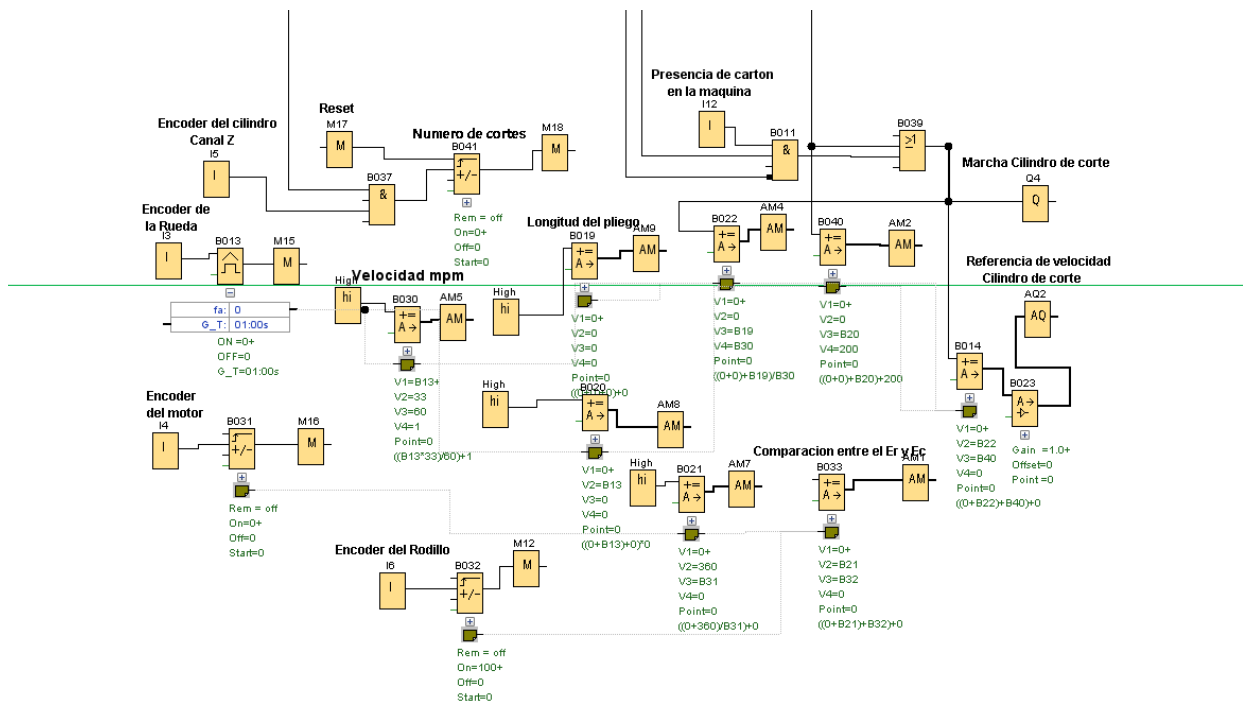 Presencia de carton
en la maquina
I12
I
B011
&
B039
≥1
Marcha Cilindro de corte
Q4
Q
Reset
M17
M
Encoder del cilindro
Canal Z
I5
I
B037
&
Numero de cortes
B041
+/-
M18
M
Rem = off
On=0+
Off=0
Start=0
Encoder de
la Rueda
I3
I
B013
M15
M
fa: 0
G_T: 01:00s
ON =0+
OFF=0
G_T=01:00s
High
hi
Velocidad mpm
B030
+=
A→
AM5
AM
V1=B13+
V2=33
V3=60
V4=1
Point=0
((B13*33)/60)+1
High
hi
Longitud del pliego
B019
+=
A→
AM9
AM
V1=0+
V2=0
V3=0
V4=0
Point=0
B022
+=
A→
AM4
AM
V1=0+
V2=0
V3=B19
V4=B30
Point=0
((0+0)+B19)/B30
B040
+=
A→
AM2
AM
V1=0+
V2=0
V3=B20
V4=200
Point=0
((0+0)+B20)+200
Referencia de velocidad
Cilindro de corte
AQ2
AQ
B014
+=
A→
V1=0+
V2=B22
V3=B40
V4=0
Point=0
((0+B22)+B40)+0
B023
A→
Gain =1.0+
Offset=0
Point =0
High
hi
B020
+=
A→
AM8
AM
V1=0+
V2=B13
V3=0
V4=0
Point=0
((0+B13)+0)*0
Encoder
del motor
I4
I
B031
+/-
M16
M
Rem = off
On=0+
Off=0
Start=0
High
hi
B021
+=
A→
AM7
AM
V1=0+
V2=360
V3=B31
V4=0
Point=0
((0+360)/B31)+0
Comparacion entre el Er y Ec
B033
+=
A→
AM1
AM
V1=0+
V2=B21
V3=B32
V4=0
Point=0
((0+B21)+B32)+0
Encoder del Rodillo
I6
I
B032
+/-
M12
M
Rem = off
On=100+
Off=0
Start=0